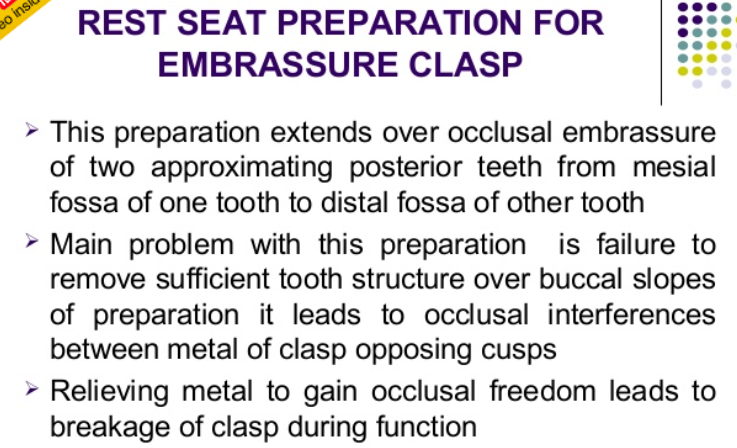 eo insid
REST SEAT PREPARATION FOR
EMBRASSURE CLASP
➢ This preparation extends over occlusal embrassure
of two approximating posterior teeth from mesial
fossa of one tooth to distal fossa of other tooth
➢ Main problem with this preparation is failure to
remove sufficient tooth structure over buccal slopes
of preparation it leads to occlusal interferences
between metal of clasp opposing cusps
➢ Relieving metal to gain occlusal freedom leads to
breakage of clasp during function